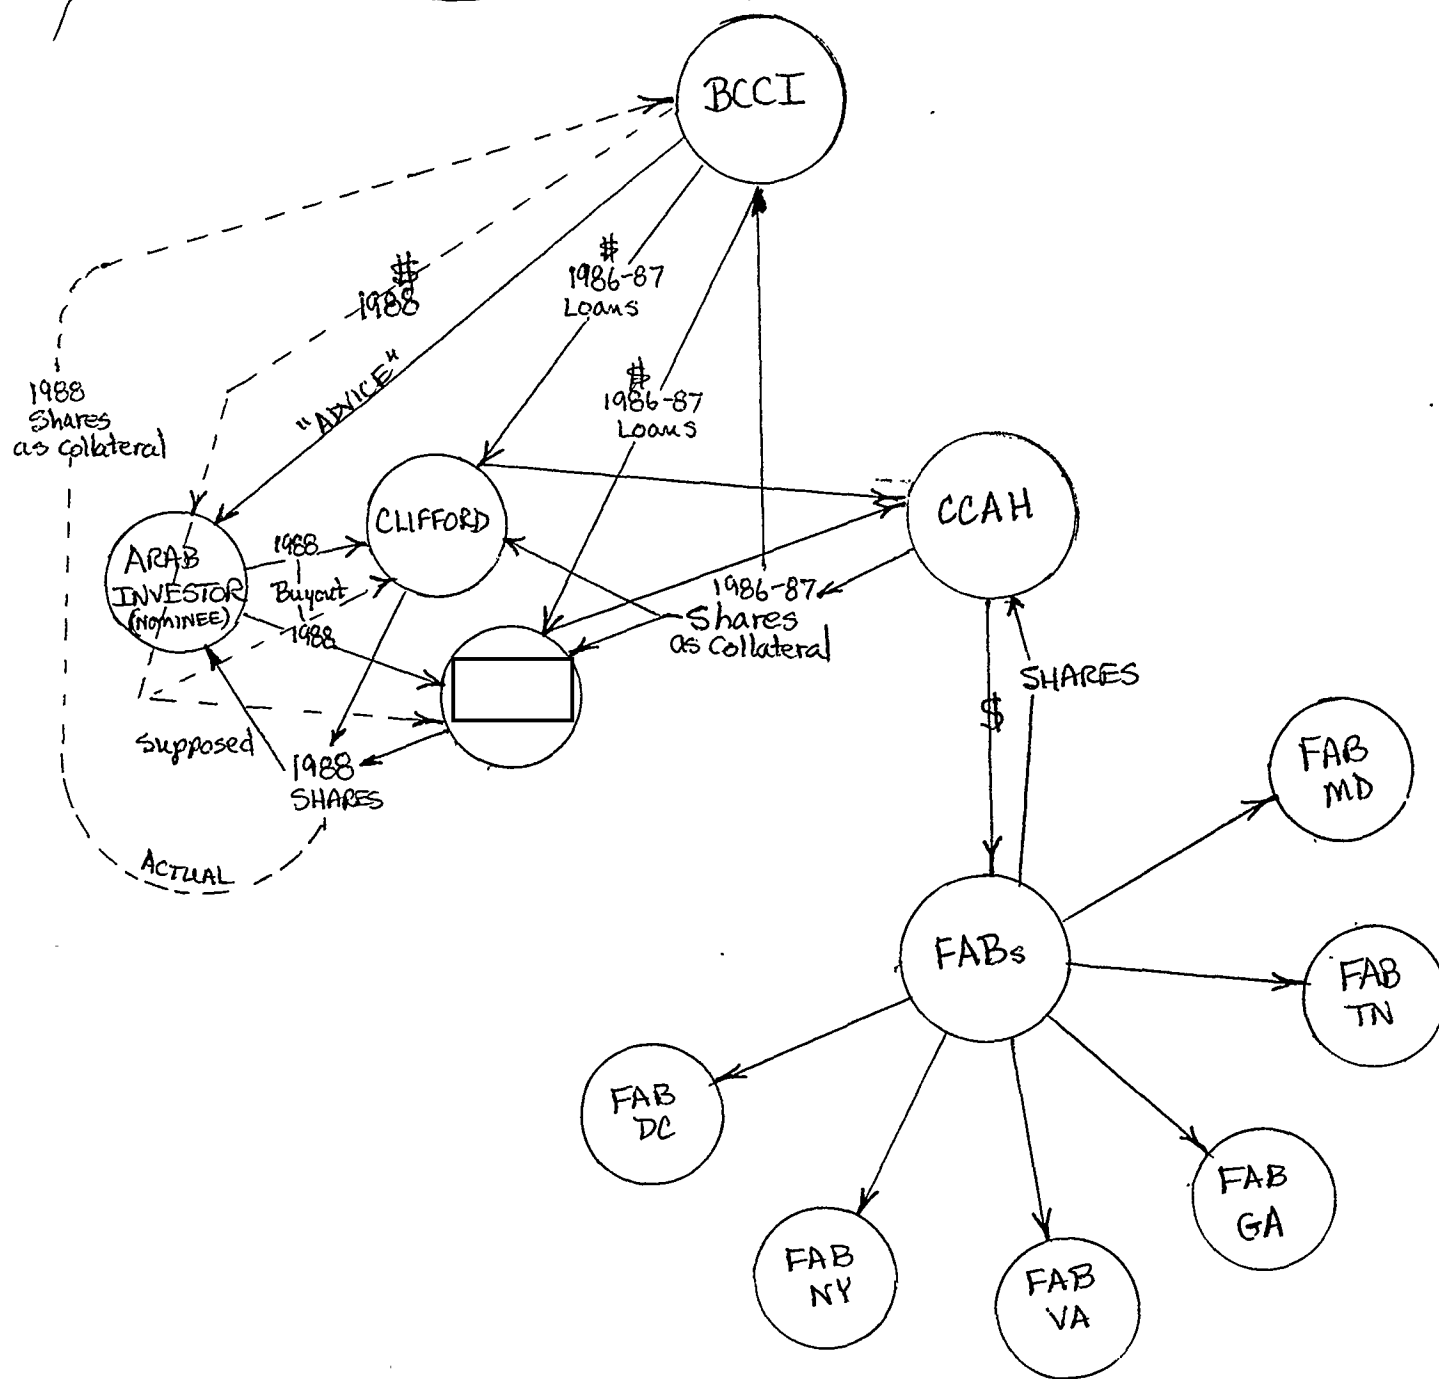 BCCI
$
1986-87
Loans
$
1988
"ADVICE"
$
1986-87
Loans
1988
Shares
as Collateral
CLIFFORD
CCAH
ARAB
INVESTOR
(NOMINEE)
1988
Buyout
1988
1986-87
Shares
as Collateral
SHARES
$
Supposed
1988
SHARES
ACTUAL
FAB
MD
FABs
FAB
TN
FAB
DC
FAB
GA
FAB
NY
FAB
VA